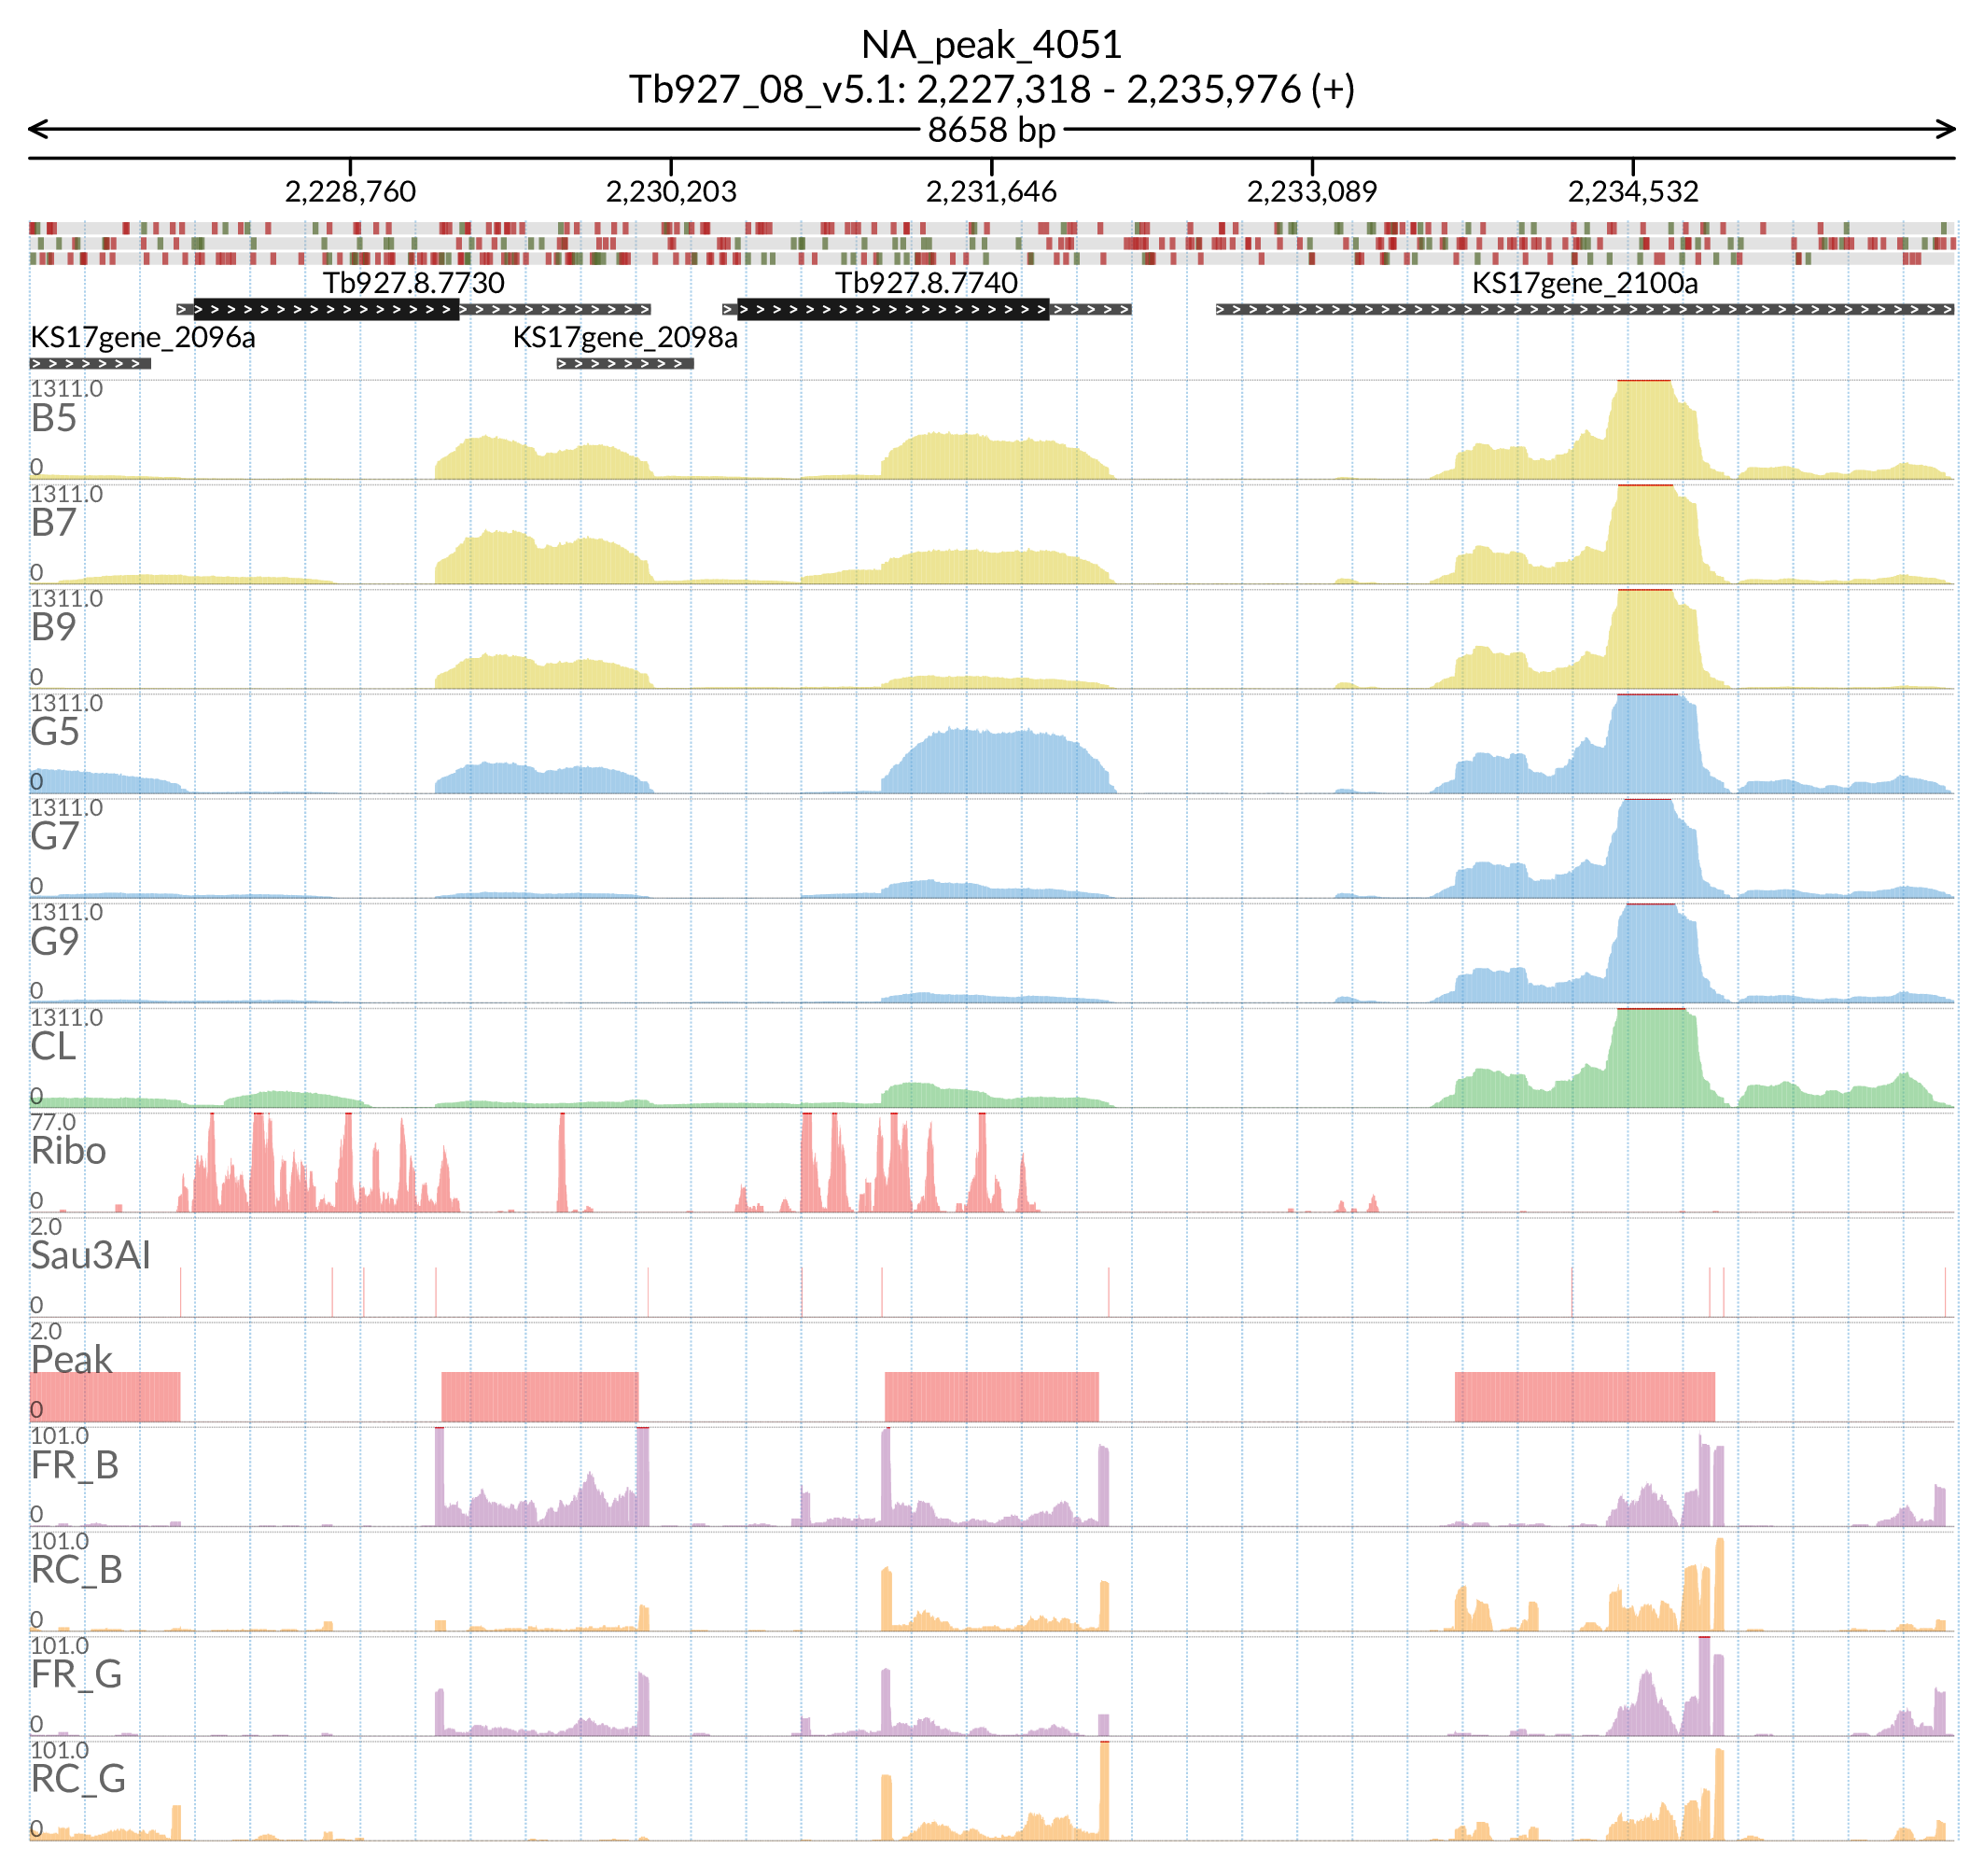 NA_peak_4051
Tb927_08_v5.1: 2,227,318 - 2,235,976 (+)
8658 bp
2,228,760 2,230,203 2,231,646 2,233,089 2,234,532
Tb927.8.7730 Tb927.8.7740 KS17gene_2100a
KS17gene_2096a KS17gene_2098a
1311.0
B5
0
1311.0
B7
0
1311.0
B9
0
1311.0
G5
0
1311.0
G7
0
1311.0
G9
0
1311.0
CL
0
77.0
Ribo
0
2.0
Sau3AI
0
2.0
Peak
0
101.0
FR_B
0
101.0
RC_B
0
101.0
FR_G
0
101.0
RC_G
0